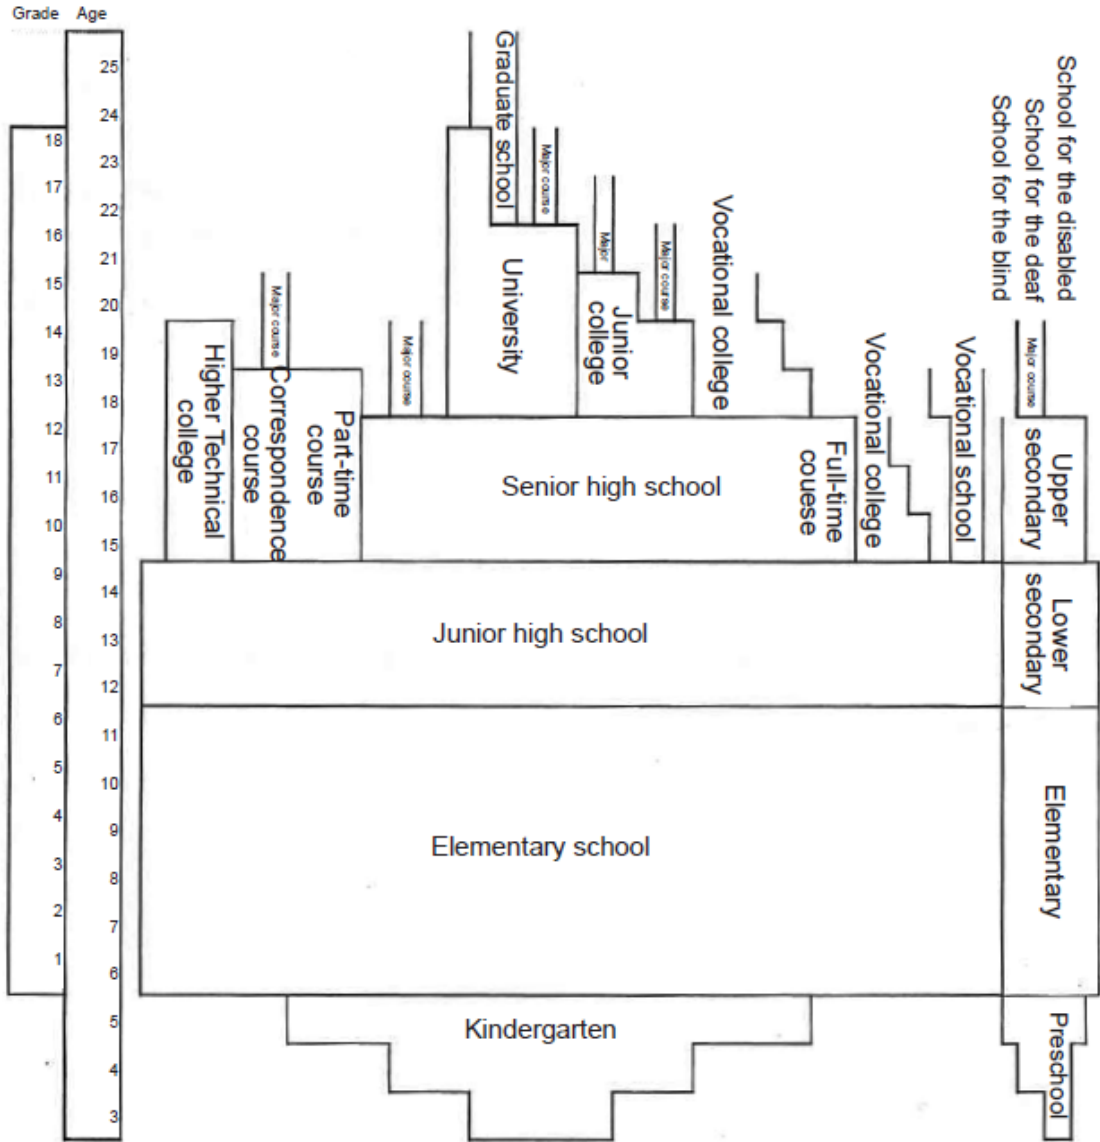 Grade Age
25
24
18
23
17
22
16
21
15
20
14
19
13
18
12
17
11
16
10
15
9
14
8
13
7
12
6
11
5
10
4
9
3
8
2
7
1
6
5
4
3
Graduate school
Major course
Major
Major course
Major course
Major course
University
Junior college
Vocational college
Higher Technical college
Correspondence course
Part-time course
Senior high school
Full-time couese
Vocational college
Vocational school
School for the disabled
School for the deaf
School for the blind
Major course
Upper secondary
Junior high school
Lower secondary
Elementary school
Elementary
Kindergarten
Preschool